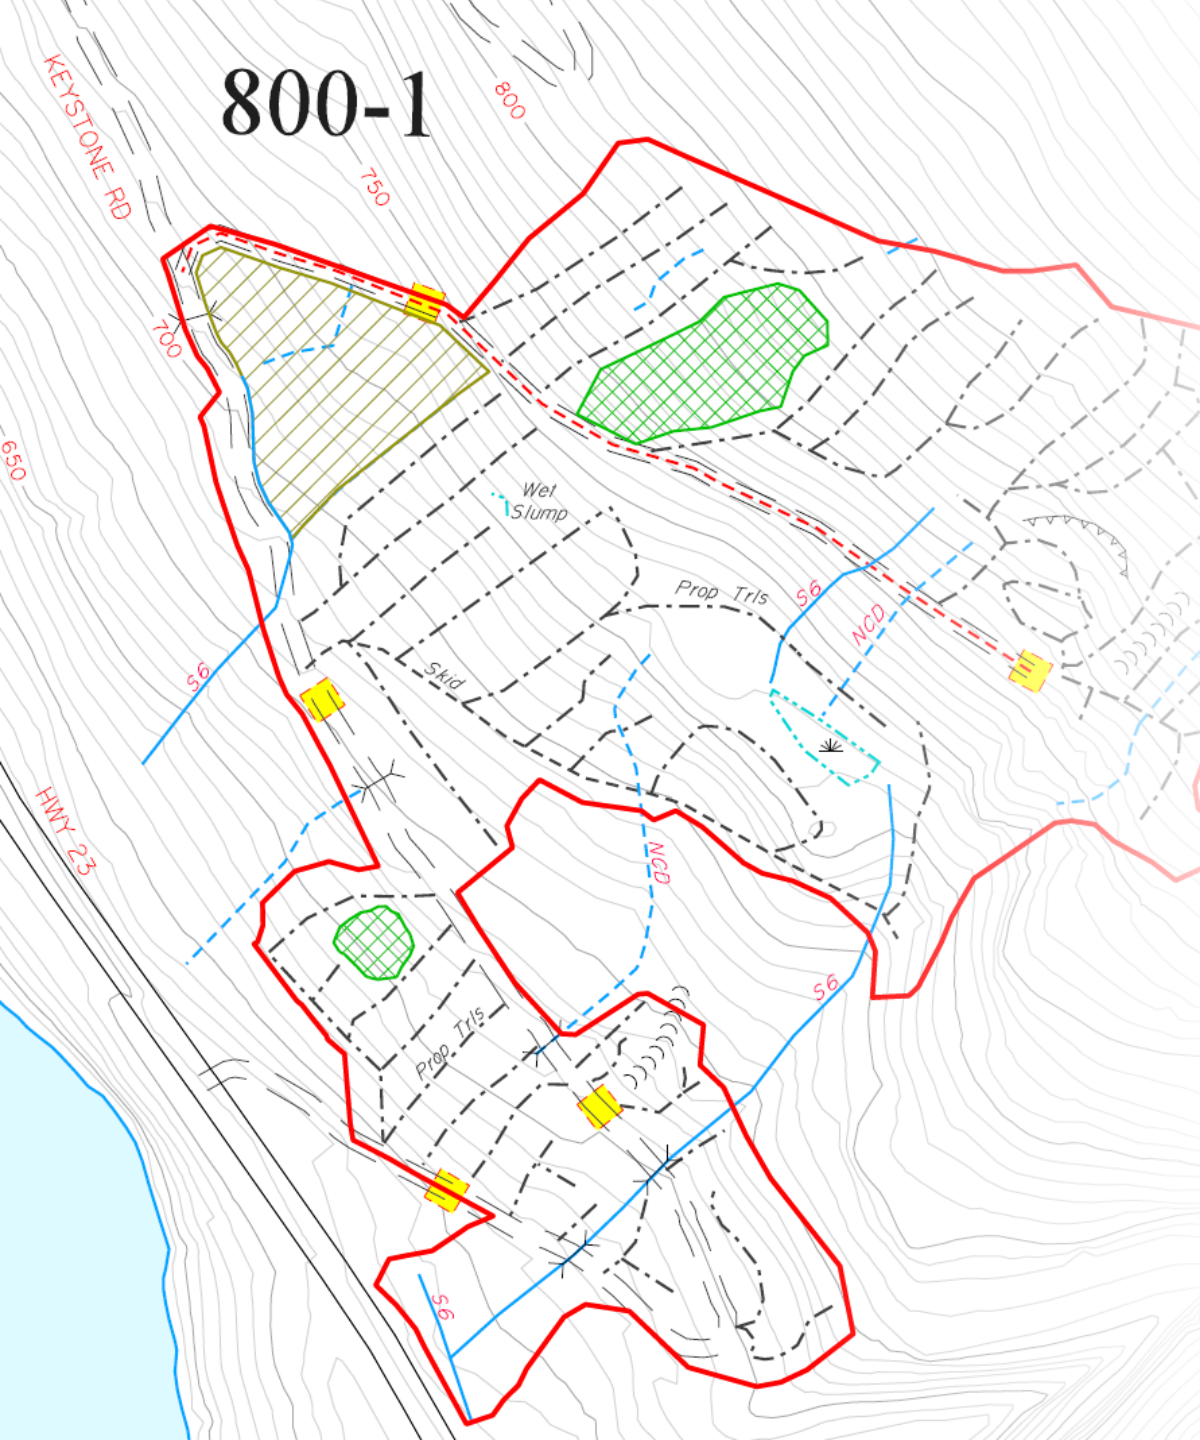 800-1
KEYSTONE RD
800
750
700
650
Wet
Slump
Prop Trls
S6
NCD
Skid
S6
HWY 23
NCD
S6
Prop Trls
S6